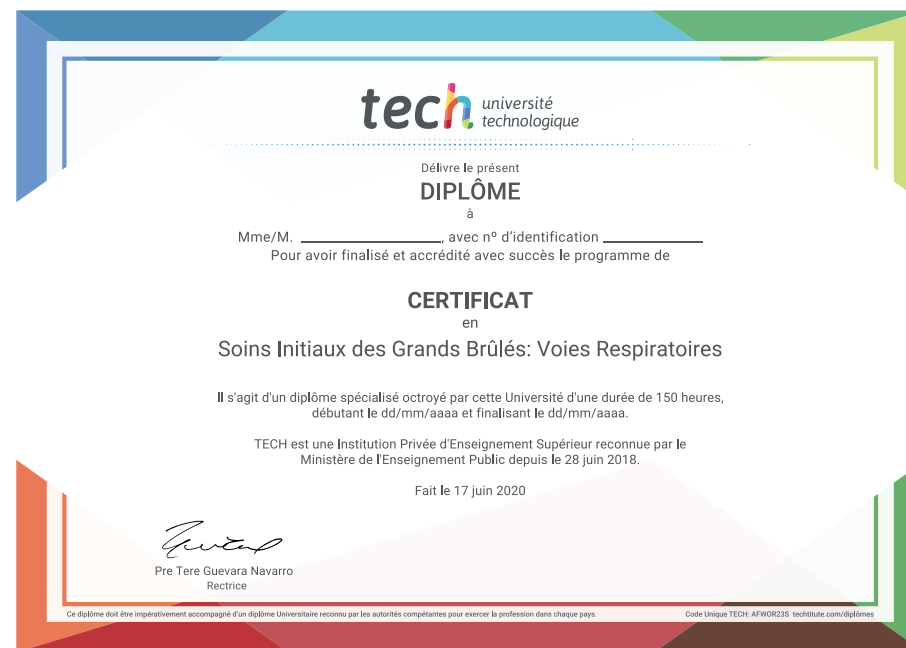 tech université
technologique
Délivre le présent
DIPLÔME
à
Mme/M. ____________________, avec nº d'identification ______________
Pour avoir finalisé et accrédité avec succès le programme de
CERTIFICAT
en
Soins Initiaux des Grands Brûlés: Voies Respiratoires
Il s'agit d'un diplôme spécialisé octroyé par cette Université d'une durée de 150 heures,
débutant le dd/mm/aaaa et finalisant le dd/mm/aaaa.
TECH est une Institution Privée d'Enseignement Supérieur reconnue par le
Ministère de l'Enseignement Public depuis le 28 juin 2018.
Fait le 17 juin 2020
Pre Tere Guevara Navarro
Rectrice
Ce diplôme doit être impérativement accompagné d'un diplôme Universitaire reconnu par les autorités compétantes pour exercer la profession dans chaque pays.
Code Unique TECH: AFWOR23S techtitute.com/diplômes